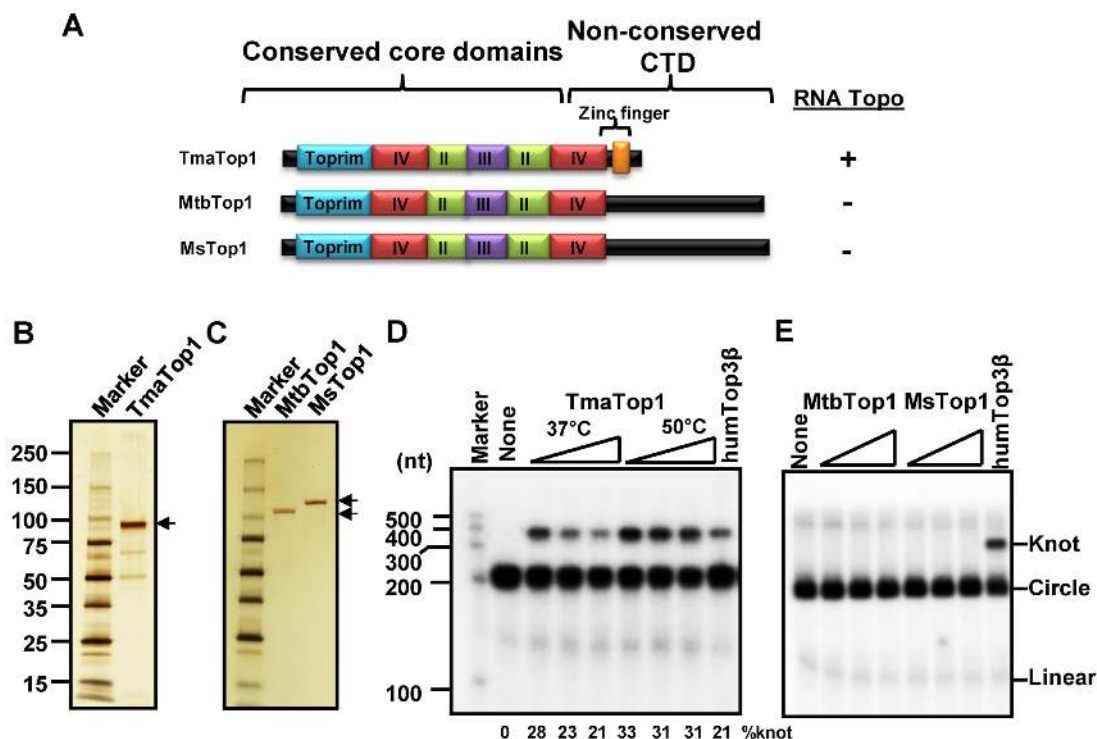 A
Conserved core domains
Non-conserved
CTD
RNA Topo
Zinc finger
TmaTop1 Toprim IV II III II IV +
MtbTop1 Toprim IV II III II IV -
MsTop1 Toprim IV II III II IV -
B
Marker
TmaTop1
250
150
100
75
50
35
25
15
C
Marker
MtbTop1
MsTop1
D
Marker
None
TmaTop1
37°C
50°C
humTop3β
(nt)
500
400
300
200
100
0 28 23 21 33 31 31 21 %knot
E
None
MtbTop1
MsTop1
humTop3β
Knot
Circle
Linear